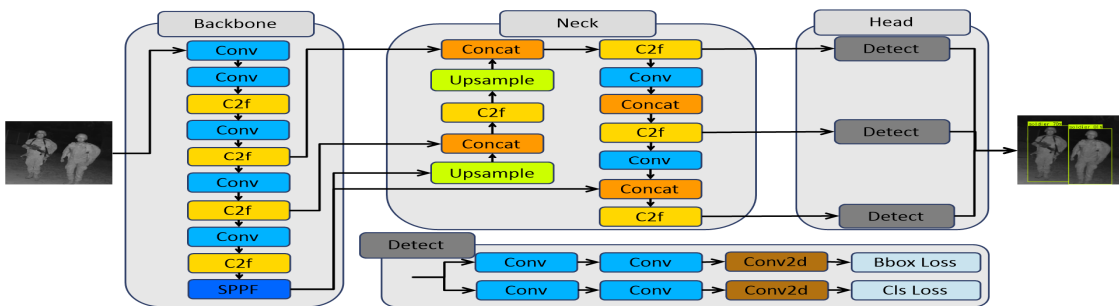 Backbone
Conv
Conv
C2f
Conv
C2f
Conv
C2f
Conv
C2f
SPPF
Neck
Concat
Upsample
C2f
Concat
Upsample
C2f
Conv
Concat
C2f
Conv
Concat
C2f
Head
Detect
Detect
Detect
Detect
Conv
Conv
Conv2d
Bbox Loss
Conv
Conv
Conv2d
Cls Loss